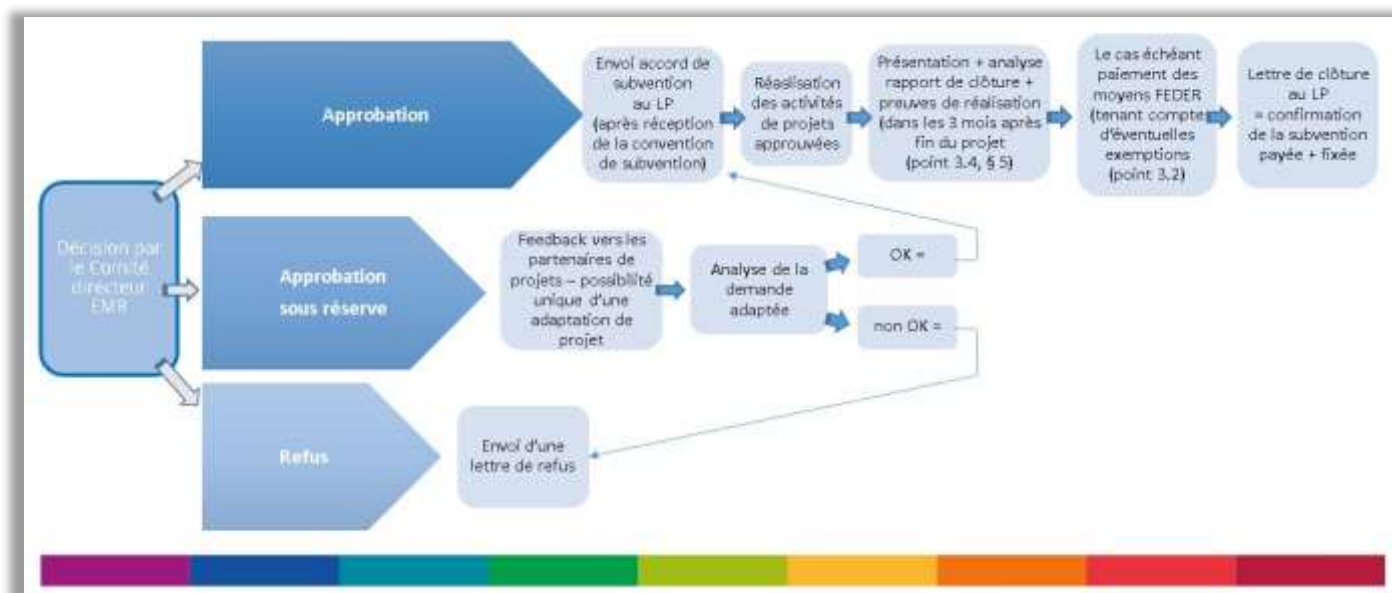 Décision par
le Comité
directeur
EMR
Approbation
Envoi accord de
subvention
au LP
(après réception
de la convention
de subvention)
Réaslisation
des activités
de projets
approuvées
Présentation + analyse
rapport de clôture +
preuves de réalisation
(dans les 3 mois après
fin du projet
(point 3.4, § 5)
Le cas échéant
paiement des
moyens FEDER
(tenant compte
d'éventuelles
exemptions
(point 3.2)
Lettre de clôture
au LP
= confirmation
de la subvention
payée + fixée
Approbation
sous réserve
Feedback vers les
partenaires de
projets – possibilité
unique d'une
adaptation de
projet
Analyse de la
demande
adaptée
OK =
non OK =
Refus
Envoi d'une
lettre de refus